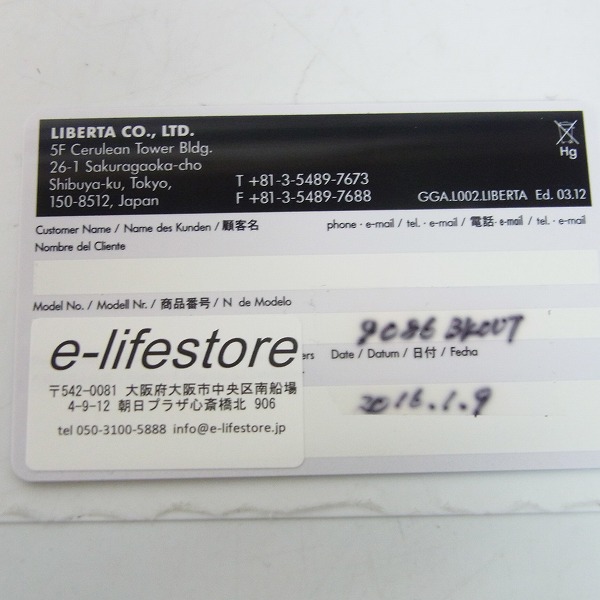 LIBERTA CO., LTD.
5F Cerulean Tower Bldg.
26-1 Sakuragaoka-cho
Shibuya-ku, Tokyo, T +81-3-5489-7673
150-8512, Japan F +81-3-5489-7688 GGA.L002.LIBERTA Ed. 03.12
Hg
Customer Name / Name des Kunden / 顧客名 phone · e-mail / tel. · e-mail / 電話 · e-mail / tel. · e-mail
Nombre del Cliente
Model No. / Modell Nr. / 商品番号 / N de Modelo
e-lifestore
〒542-0081 大阪府大阪市中央区南船場
4-9-12 朝日プラザ心斎橋北 906
tel 050-3100-5888 info@e-lifestore.jp
ers Date / Datum / 日付 / Fecha
2016.1.9